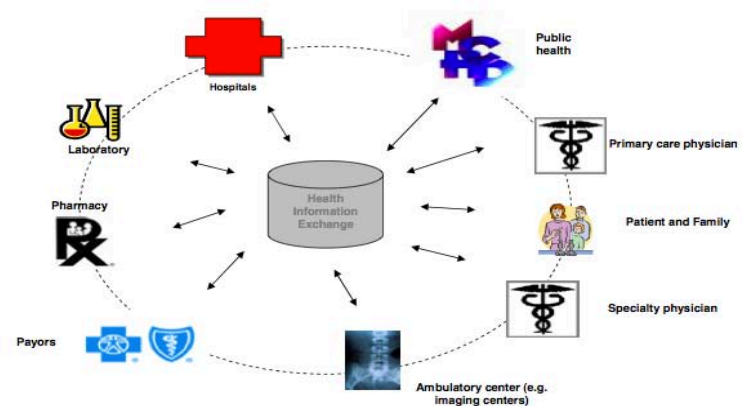 Public
health
Hospitals
Laboratory
Primary care physician
Pharmacy
Rx
Health
Information
Exchange
Patient and Family
Specialty physician
Payors
Ambulatory center (e.g.
imaging centers)